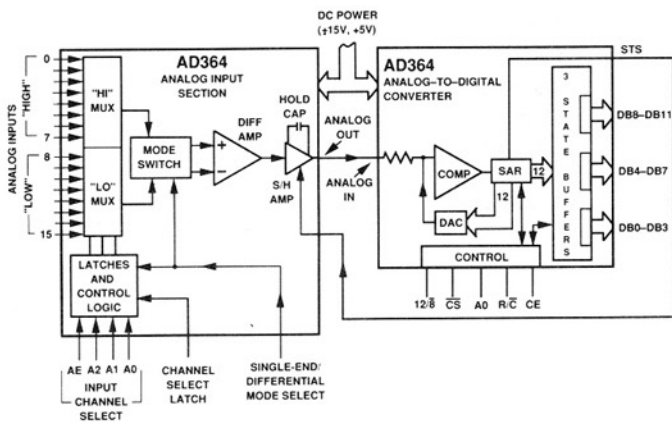 DC POWER
(±15V, +5V)
AD364
ANALOG INPUT
SECTION
AD364
ANALOG–TO–DIGITAL
CONVERTER
STS
ANALOG INPUTS
"HIGH"
"LOW"
0
7
8
15
"HI"
MUX
"LO"
MUX
MODE
SWITCH
DIFF
AMP
+
−
HOLD
CAP
S/H
AMP
ANALOG
OUT
ANALOG
IN
COMP
SAR
12
12
DAC
3
STATE
BUFFERS
DB8–DB11
DB4–DB7
DB0–DB3
CONTROL
12/8̅
C̅S̅
A0
R/C̅
CE
LATCHES
AND
CONTROL
LOGIC
AE A2 A1 A0
INPUT
CHANNEL
SELECT
CHANNEL
SELECT
LATCH
SINGLE-END/
DIFFERENTIAL
MODE SELECT